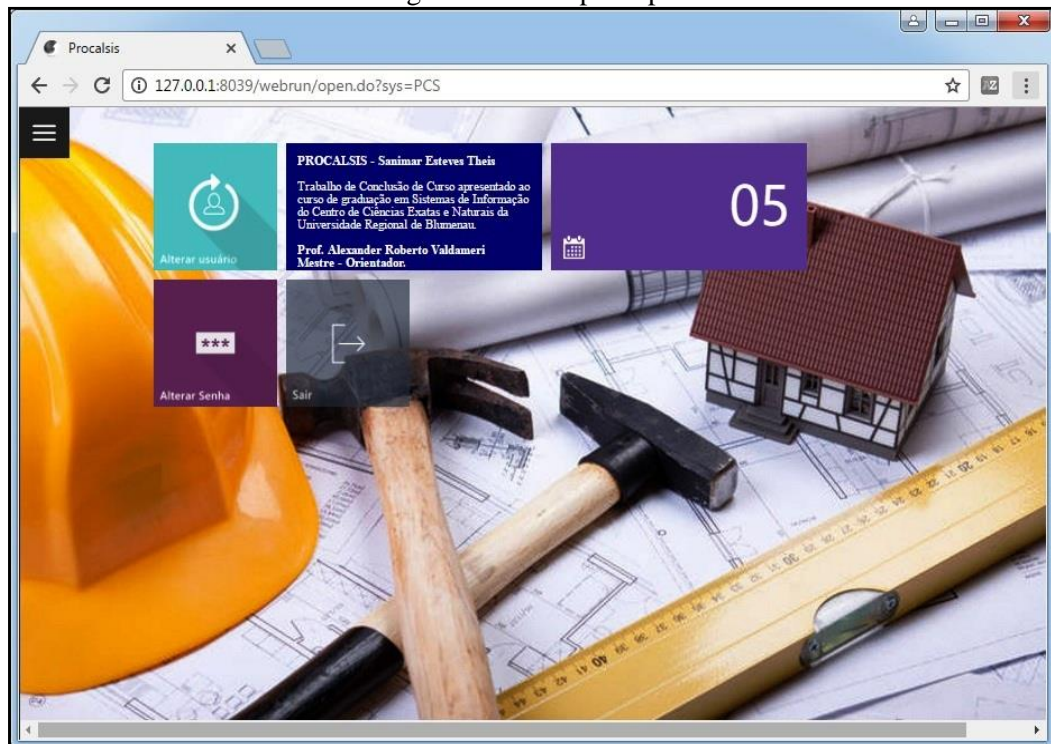 Procalsis
127.0.0.1:8039/webrun/open.do?sys=PCS
PROCALSIS - Sanimar Esteves Theis
Trabalho de Conclusão de Curso apresentado ao
curso de graduação em Sistemas de Informação
do Centro de Ciências Exatas e Naturais da
Universidade Regional de Blumenau.
Prof. Alexander Roberto Valdameri
Mestre - Orientador.
Alterar usuário
05
***
Alterar Senha
Sair